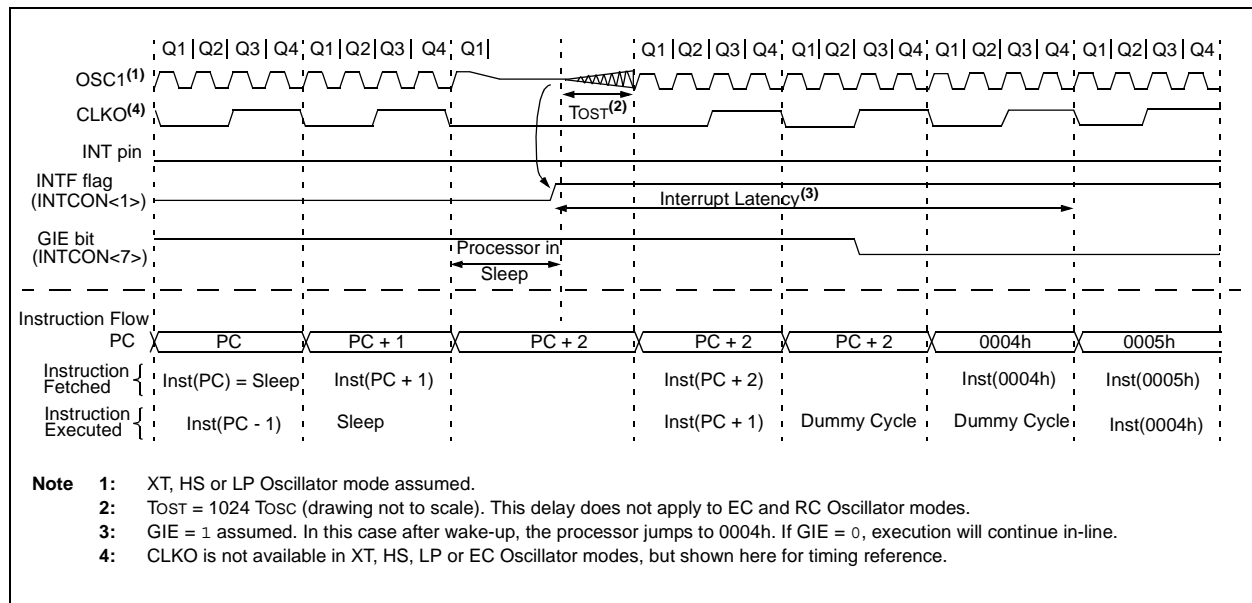 Q1 Q2 Q3 Q4 Q1 Q2 Q3 Q4 Q1 Q1 Q2 Q3 Q4 Q1 Q2 Q3 Q4 Q1 Q2 Q3 Q4 Q1 Q2 Q3 Q4
OSC1(1)
TOST(2)
CLKO(4)
INT pin
INTF flag
(INTCON<1>)
Interrupt Latency(3)
GIE bit
(INTCON<7>)
Processor in
Sleep
Instruction Flow
PC PC PC + 1 PC + 2 PC + 2 PC + 2 0004h 0005h
Instruction
Fetched
Inst(PC) = Sleep Inst(PC + 1) Inst(PC + 2) Inst(0004h) Inst(0005h)
Instruction
Executed
Inst(PC - 1) Sleep Inst(PC + 1) Dummy Cycle Dummy Cycle Inst(0004h)
Note 1: XT, HS or LP Oscillator mode assumed.
2: TOST = 1024 TOSC (drawing not to scale). This delay does not apply to EC and RC Oscillator modes.
3: GIE = 1 assumed. In this case after wake-up, the processor jumps to 0004h. If GIE = 0, execution will continue in-line.
4: CLKO is not available in XT, HS, LP or EC Oscillator modes, but shown here for timing reference.